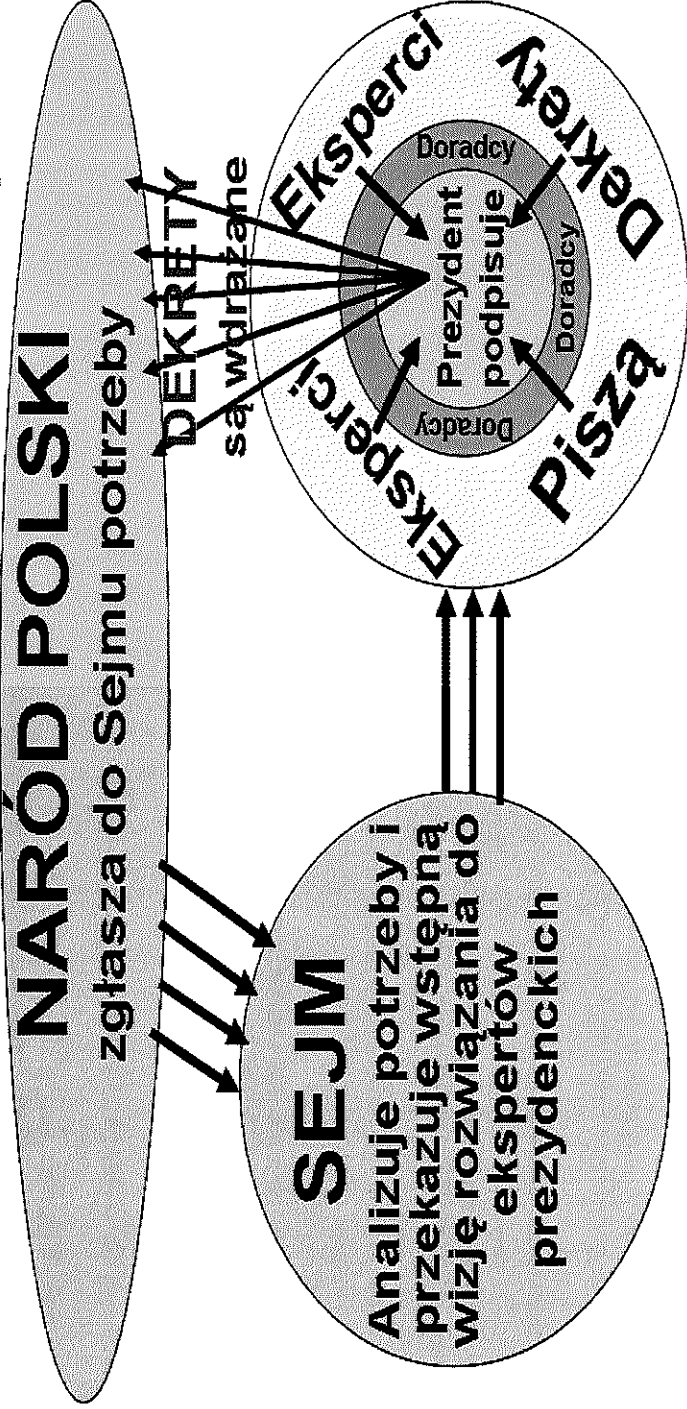 NARÓD POLSKI
zgłasza do Sejmu potrzeby
SEJM
Analizuje potrzeby i
przekazuje wstępną
wizję rozwiązania do
ekspertów
prezydenckich
DEKRETY
są wdrażane
Eksperci
Eksperci
Piszą
Dekrety
Doradcy
Doradcy
Doradcy
Prezydent
podpisuje